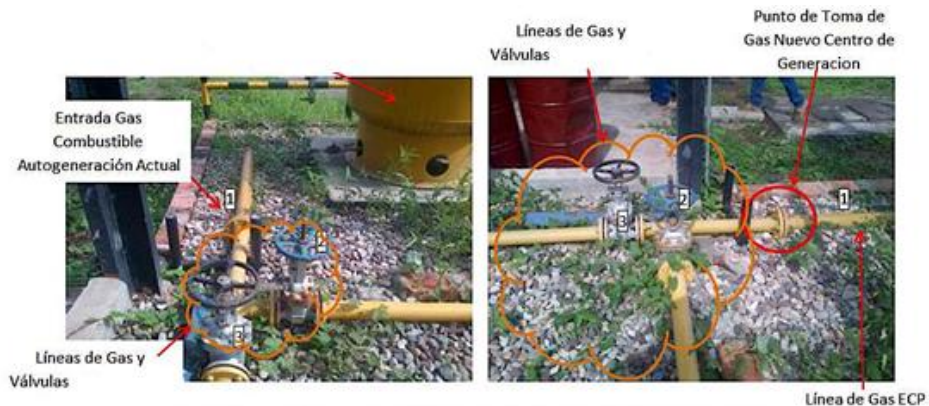 Entrada Gas
Combustible
Autogeneración Actual
1
2
3
Líneas de Gas y
Válvulas
Líneas de Gas y
Válvulas
Punto de Toma de
Gas Nuevo Centro de
Generacion
1
2
3
Línea de Gas ECP